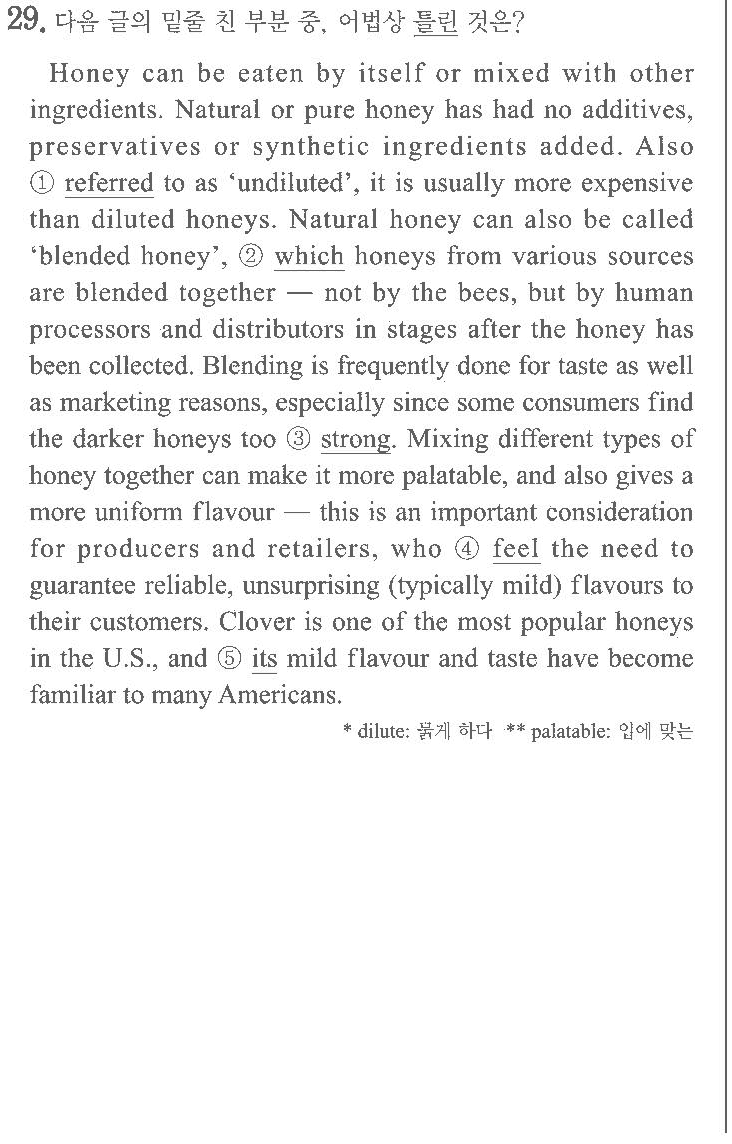 29. 다음 글의 밑줄 친 부분 중, 어법상 틀린 것은?
Honey can be eaten by itself or mixed with other
ingredients. Natural or pure honey has had no additives,
preservatives or synthetic ingredients added. Also
① referred to as ‘undiluted’, it is usually more expensive
than diluted honeys. Natural honey can also be called
‘blended honey’, ② which honeys from various sources
are blended together — not by the bees, but by human
processors and distributors in stages after the honey has
been collected. Blending is frequently done for taste as well
as marketing reasons, especially since some consumers find
the darker honeys too ③ strong. Mixing different types of
honey together can make it more palatable, and also gives a
more uniform flavour — this is an important consideration
for producers and retailers, who ④ feel the need to
guarantee reliable, unsurprising (typically mild) flavours to
their customers. Clover is one of the most popular honeys
in the U.S., and ⑤ its mild flavour and taste have become
familiar to many Americans.
* dilute: 묽게 하다 ** palatable: 입에 맞는